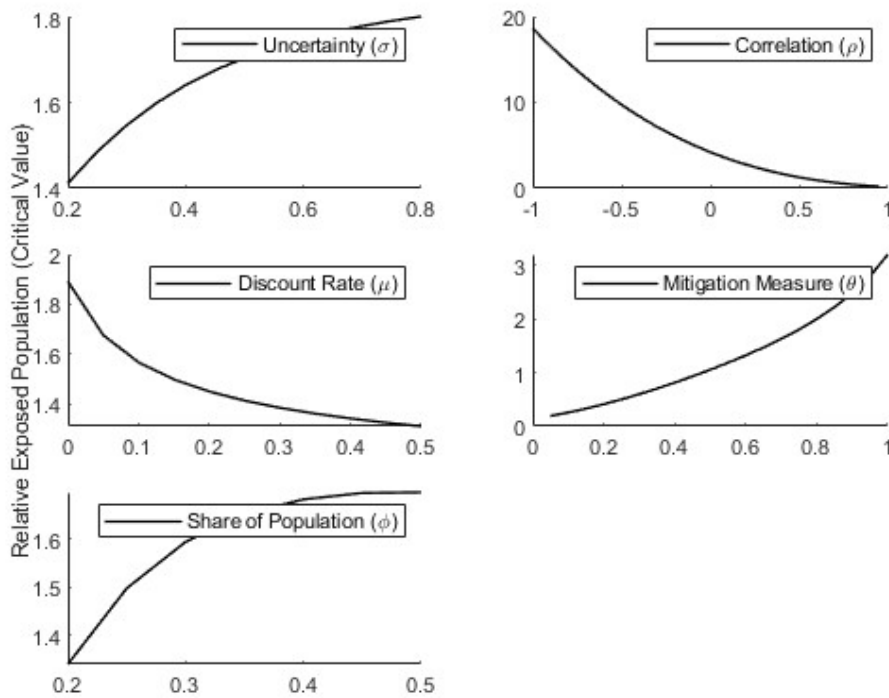 Relative Exposed Population (Critical Value)
1.8
1.6
1.4
0.2 0.4 0.6 0.8
Uncertainty (σ)
20
10
0
-1 -0.5 0 0.5 1
Correlation (ρ)
2
1.8
1.6
1.4
0 0.1 0.2 0.3 0.4 0.5
Discount Rate (μ)
3
2
1
0
0 0.2 0.4 0.6 0.8 1
Mitigation Measure (θ)
1.6
1.5
1.4
0.2 0.3 0.4 0.5
Share of Population (ϕ)